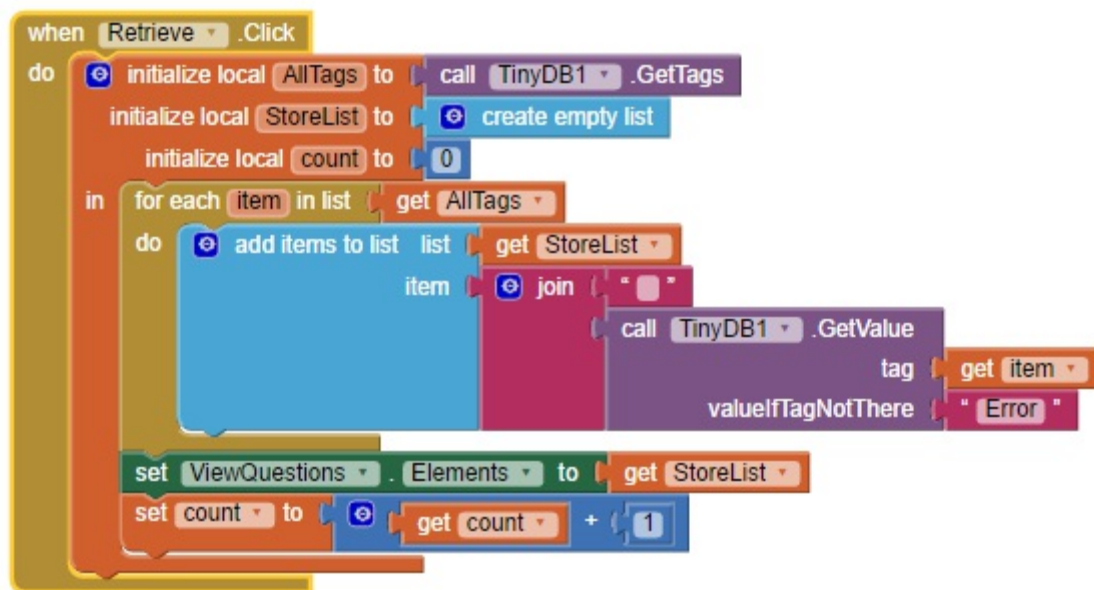 when Retrieve .Click
do initialize local AllTags to call TinyDB1 .GetTags
initialize local StoreList to create empty list
initialize local count to 0
in for each item in list get AllTags
do add items to list list get StoreList
item join " "
call TinyDB1 .GetValue
tag get item
valueIfTagNotThere " Error "
set ViewQuestions . Elements to get StoreList
set count to get count + 1